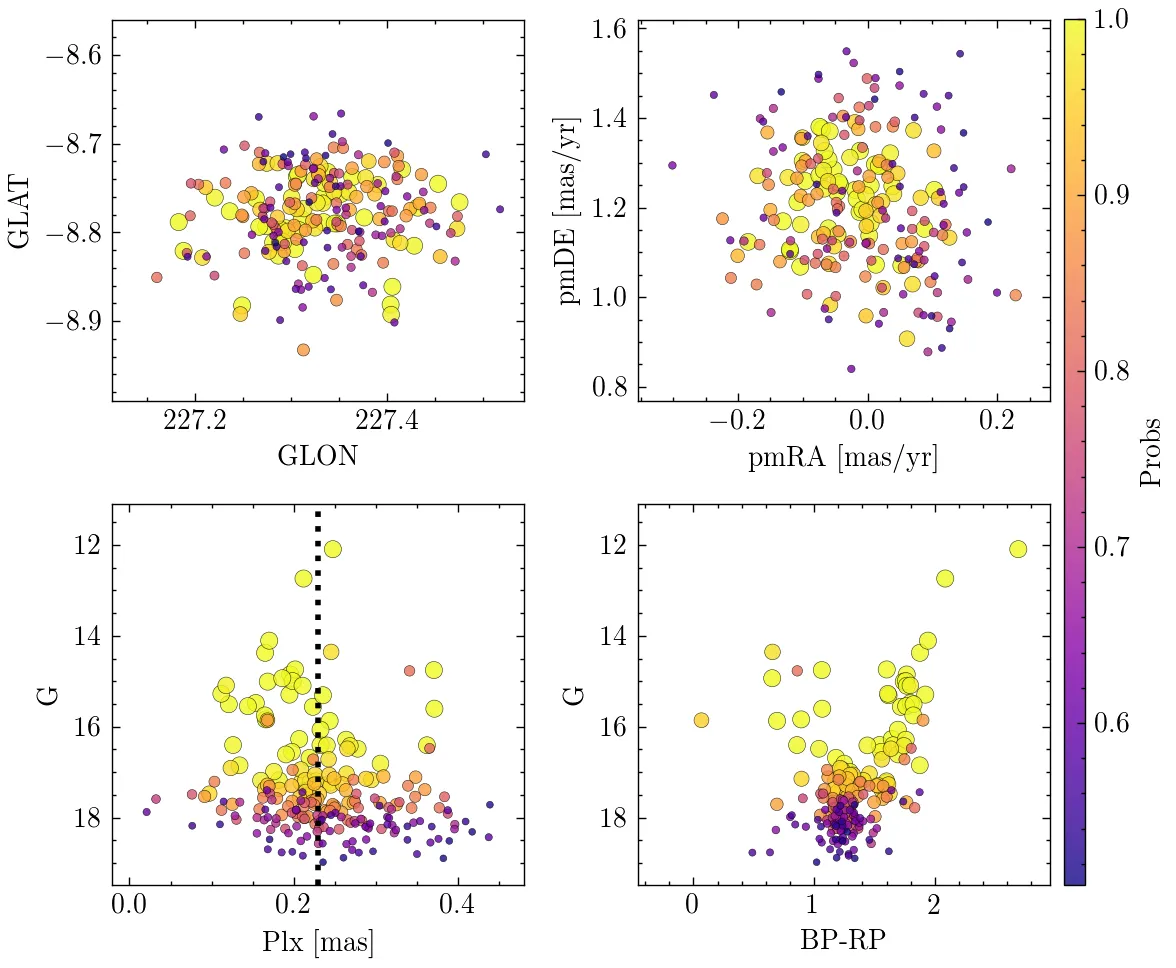 −8.6
−8.7
−8.8
−8.9
GLAT
227.2 227.4
GLON
1.6
1.4
1.2
1.0
0.8
pmDE [mas/yr]
−0.2 0.0 0.2
pmRA [mas/yr]
12
14
16
18
G
0.0 0.2 0.4
Plx [mas]
12
14
16
18
G
0 1 2
BP-RP
1.0
0.9
0.8
0.7
0.6
Probs